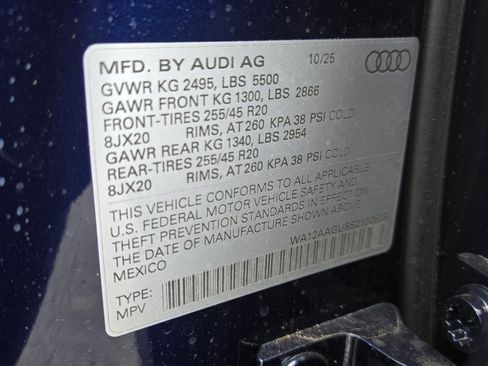 MFD. BY AUDI AG 10/25
GVWR KG 2495, LBS 5500
GAWR FRONT KG 1300, LBS 2866
FRONT-TIRES 255/45 R20
8JX20 RIMS, AT 260 KPA 38 PSI COLD
GAWR REAR KG 1340, LBS 2954
REAR-TIRES 255/45 R20
8JX20 RIMS, AT 260 KPA 38 PSI COLD
THIS VEHICLE CONFORMS TO ALL APPLICABLE
U.S. FEDERAL MOTOR VEHICLE SAFETY AND
THEFT PREVENTION STANDARDS IN EFFECT ON
THE DATE OF MANUFACTURE SHOWN ABOVE.
MEXICO
TYPE:
MPV